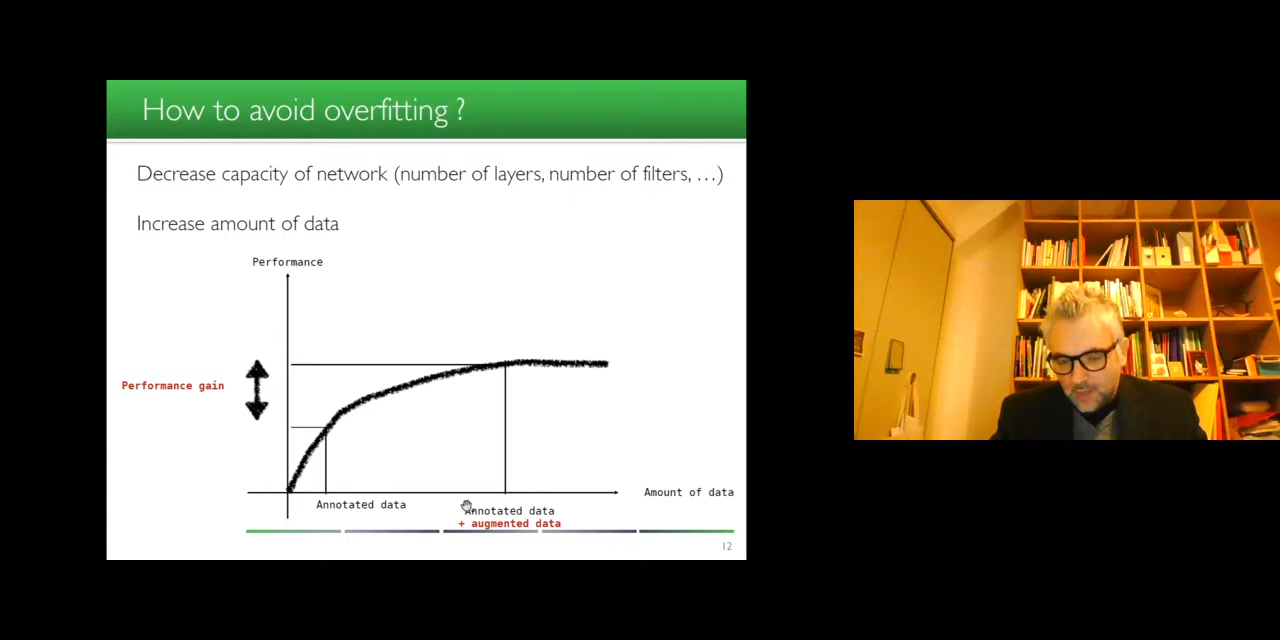 How to avoid overfitting ?
Decrease capacity of network (number of layers, number of filters, …)
Increase amount of data
Performance
Performance gain
Amount of data
Annotated data
Annotated data
+ augmented data
12